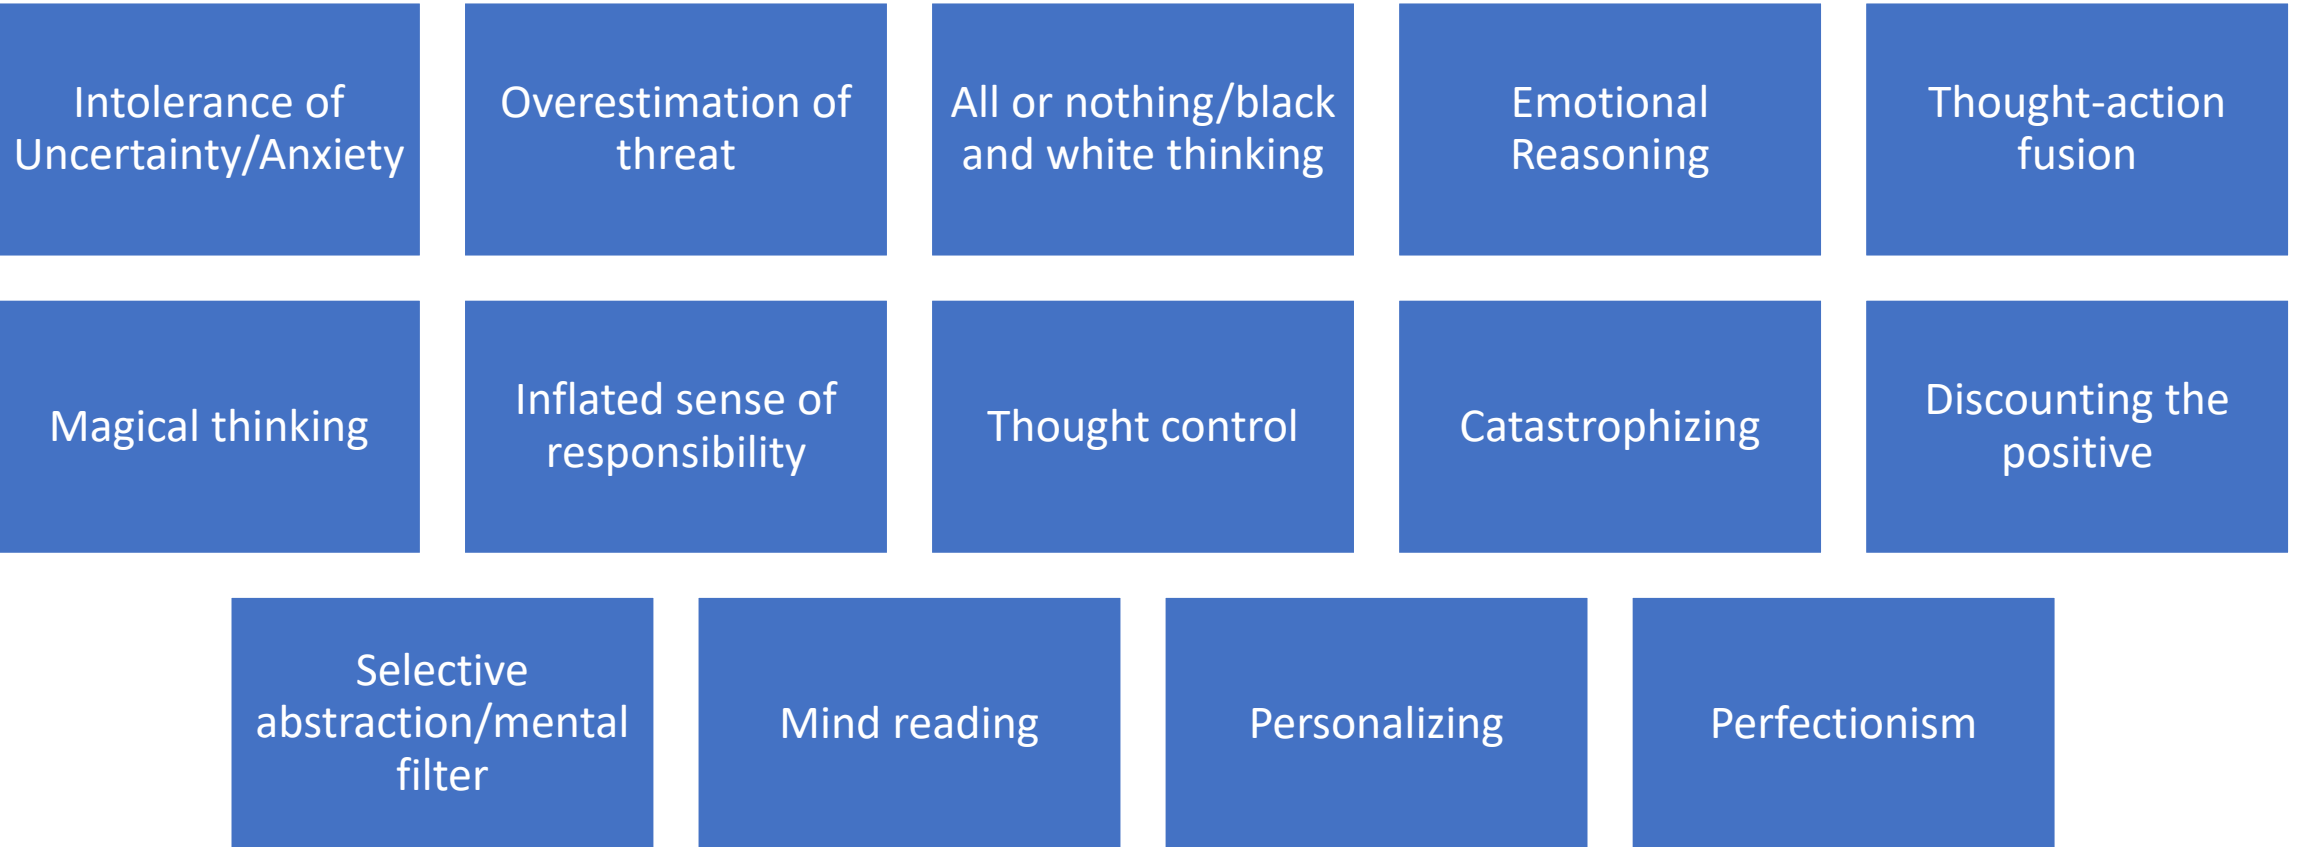 Intolerance of
Uncertainty/Anxiety
Overestimation of
threat
All or nothing/black
and white thinking
Emotional
Reasoning
Thought-action
fusion
Magical thinking
Inflated sense of
responsibility
Thought control
Catastrophizing
Discounting the
positive
Selective
abstraction/mental
filter
Mind reading
Personalizing
Perfectionism